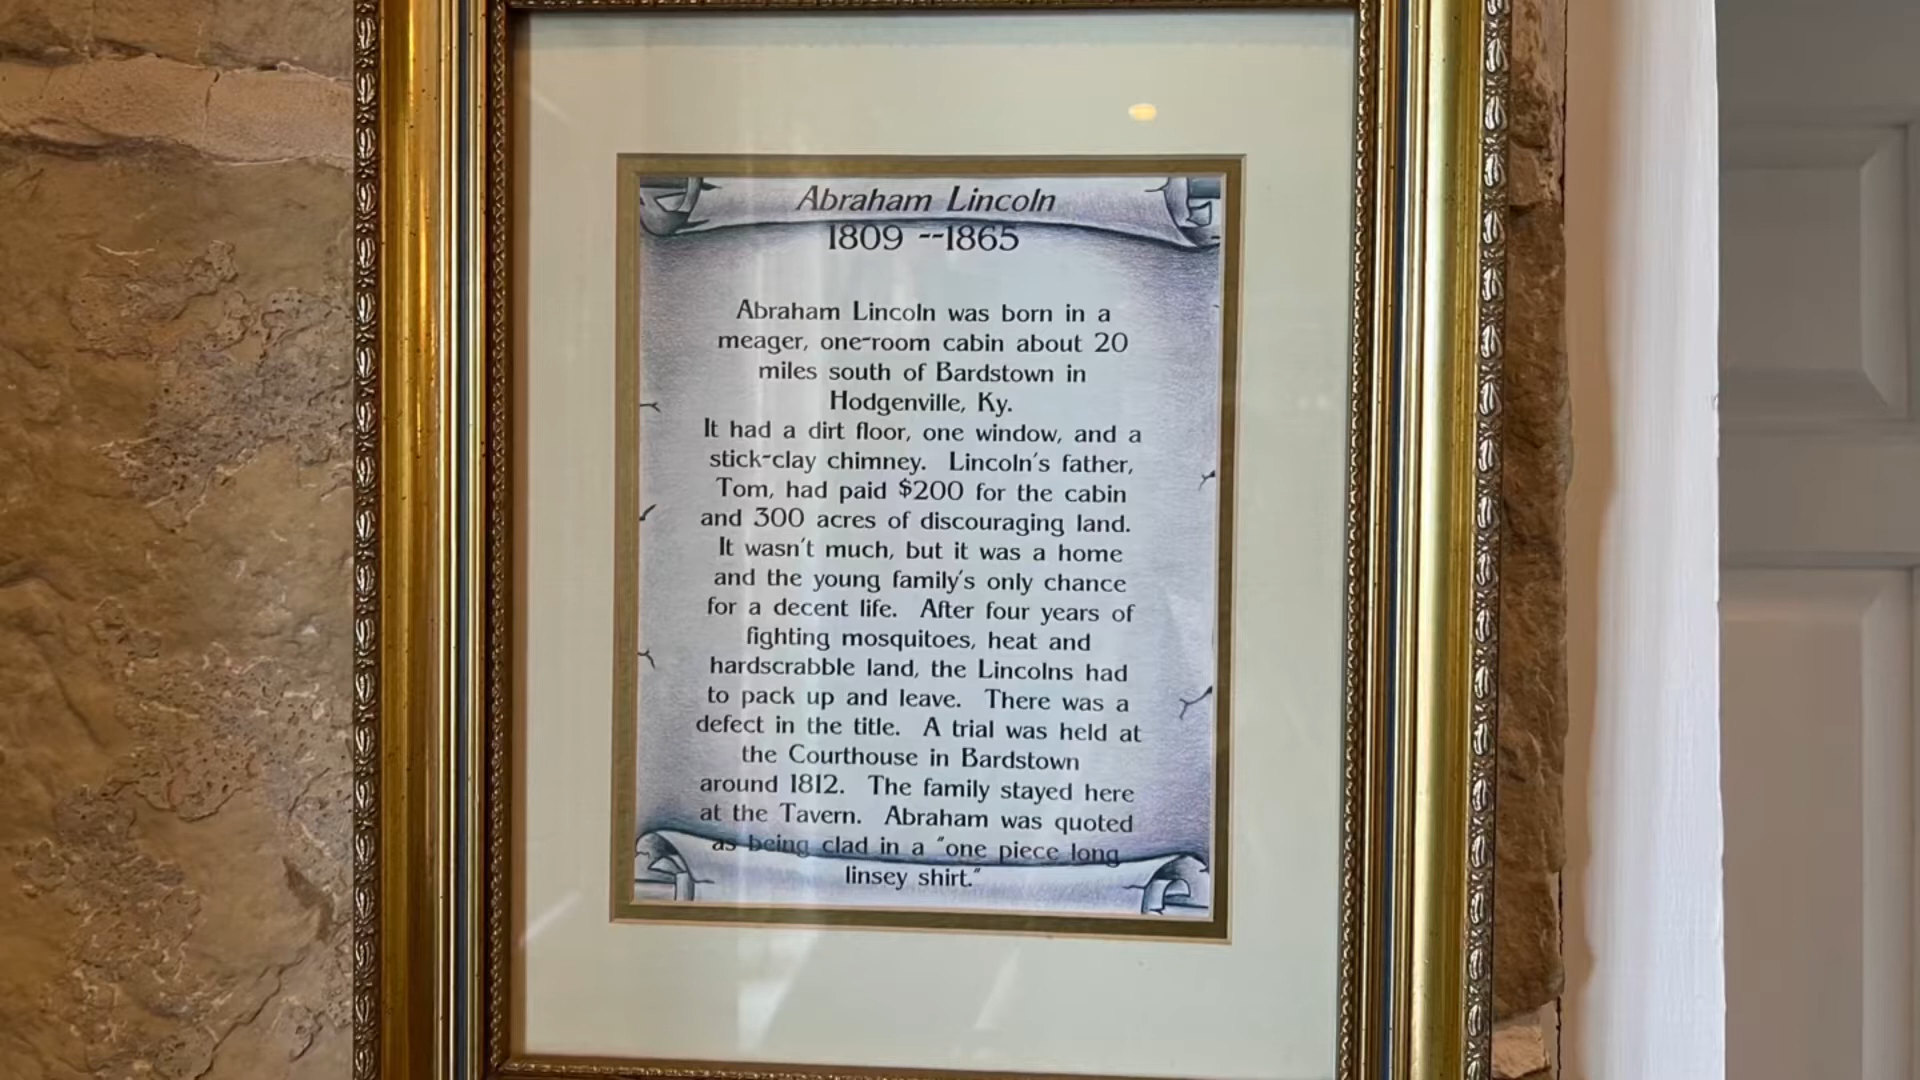 Abraham Lincoln
1809 --1865
Abraham Lincoln was born in a
meager, one-room cabin about 20
miles south of Bardstown in
Hodgenville, Ky.
It had a dirt floor, one window, and a
stick-clay chimney. Lincoln's father,
Tom, had paid $200 for the cabin
and 300 acres of discouraging land.
It wasn't much, but it was a home
and the young family's only chance
for a decent life. After four years of
fighting mosquitoes, heat and
hardscrabble land, the Lincolns had
to pack up and leave. There was a
defect in the title. A trial was held at
the Courthouse in Bardstown
around 1812. The family stayed here
at the Tavern. Abraham was quoted
as being clad in a "one piece long
linsey shirt."